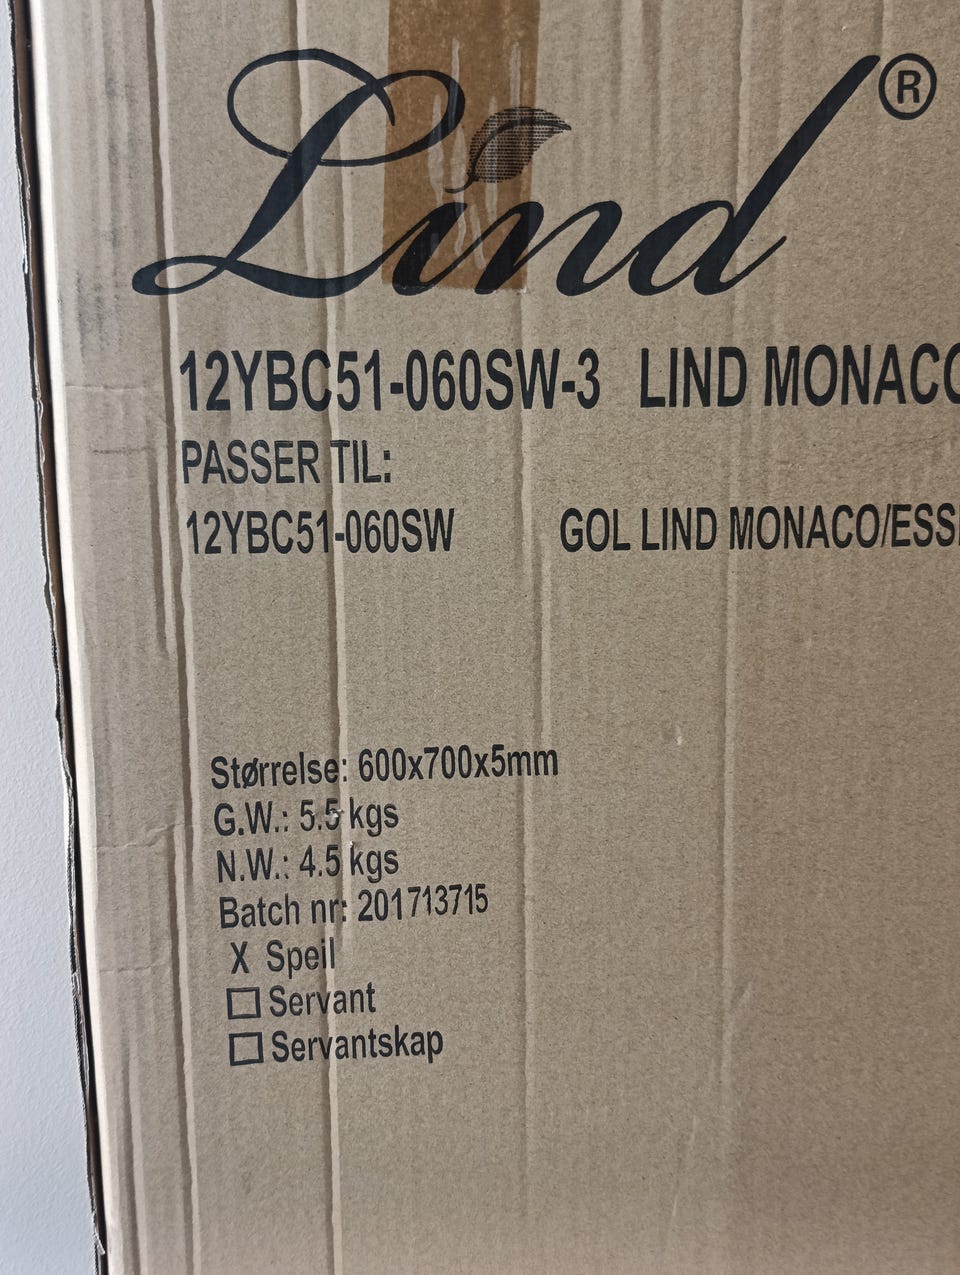 Lind®
12YBC51-060SW-3 LIND MONACO
PASSER TIL:
12YBC51-060SW GOL LIND MONACO/ESS
Størrelse: 600x700x5mm
G.W.: 5.5 kgs
N.W.: 4.5 kgs
Batch nr: 201713715
X Speil
☐ Servant
☐ Servantskap